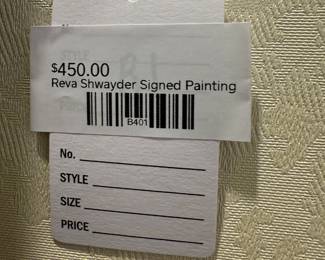 $450.00
Reva Shwayder Signed Painting
B401
No.
STYLE
SIZE
PRICE